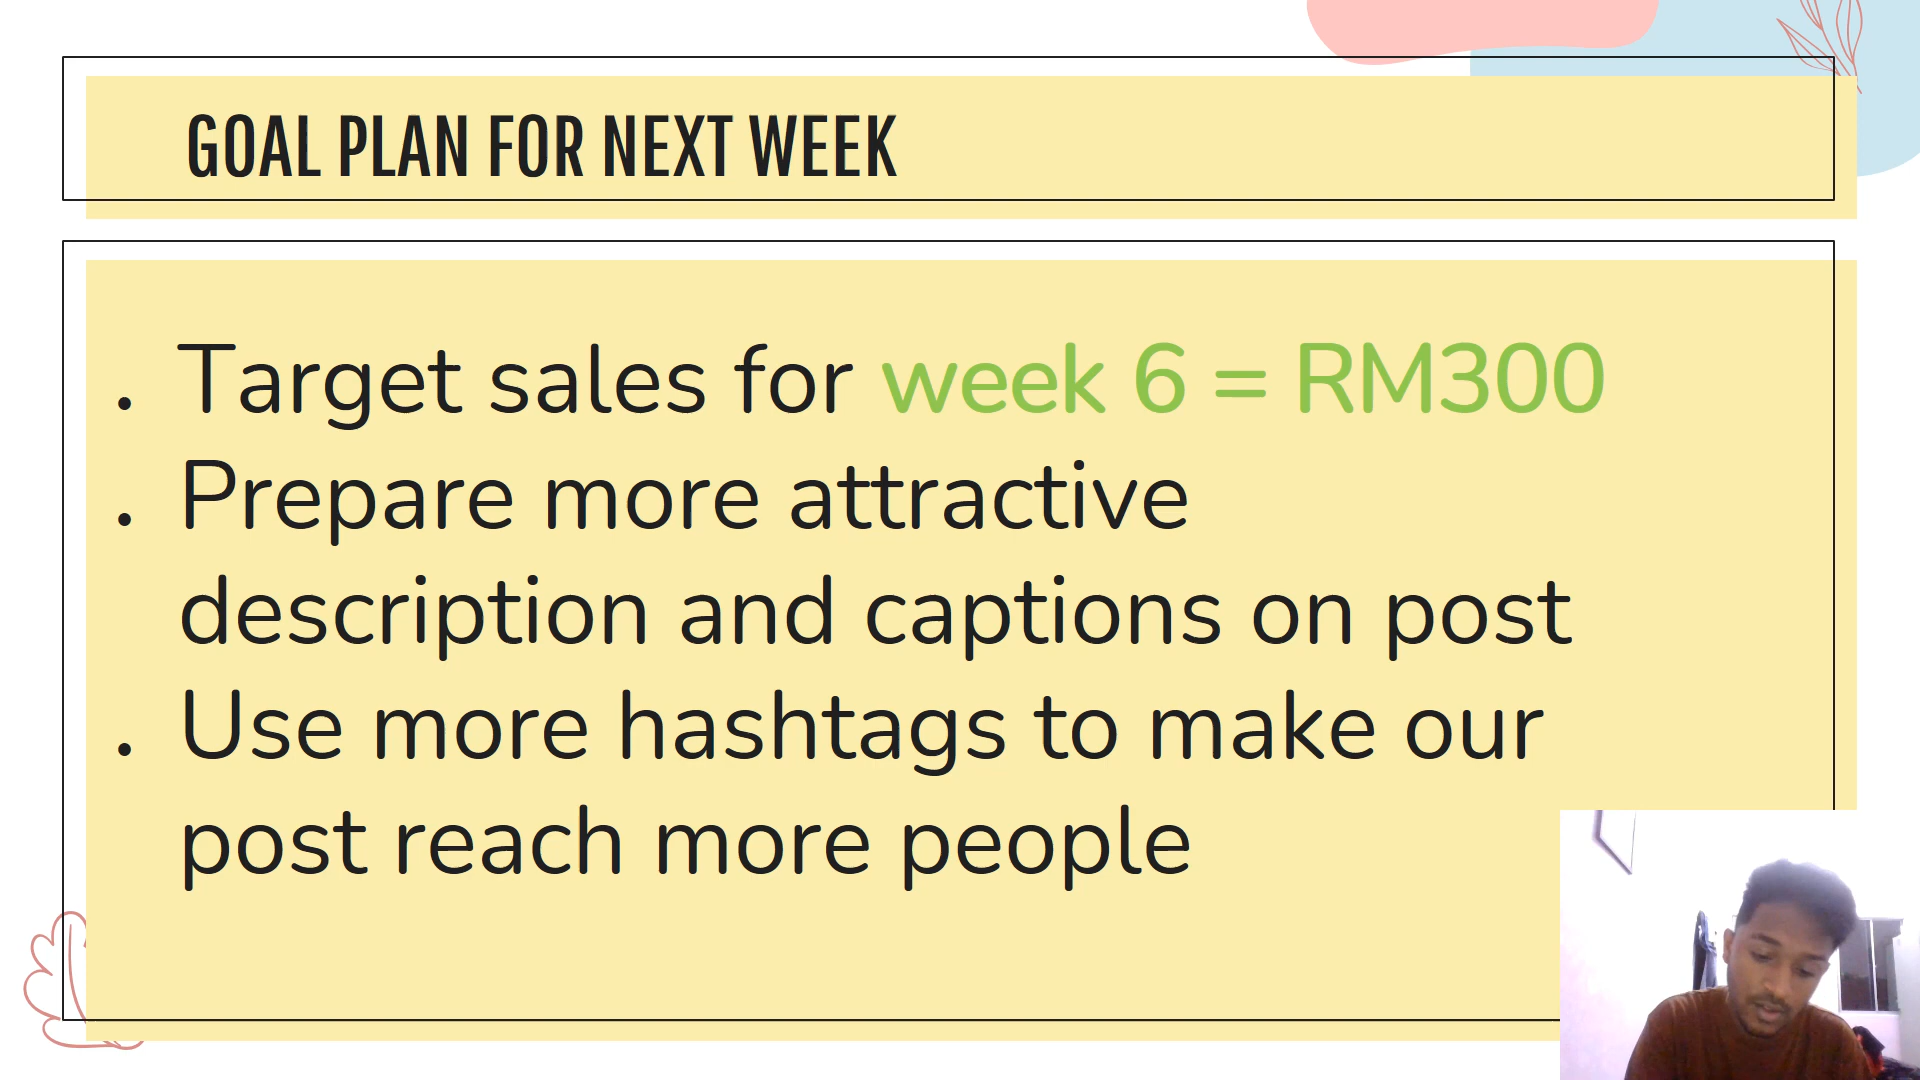 GOAL PLAN FOR NEXT WEEK
. Target sales for week 6 = RM300
. Prepare more attractive
description and captions on post
. Use more hashtags to make our
post reach more people